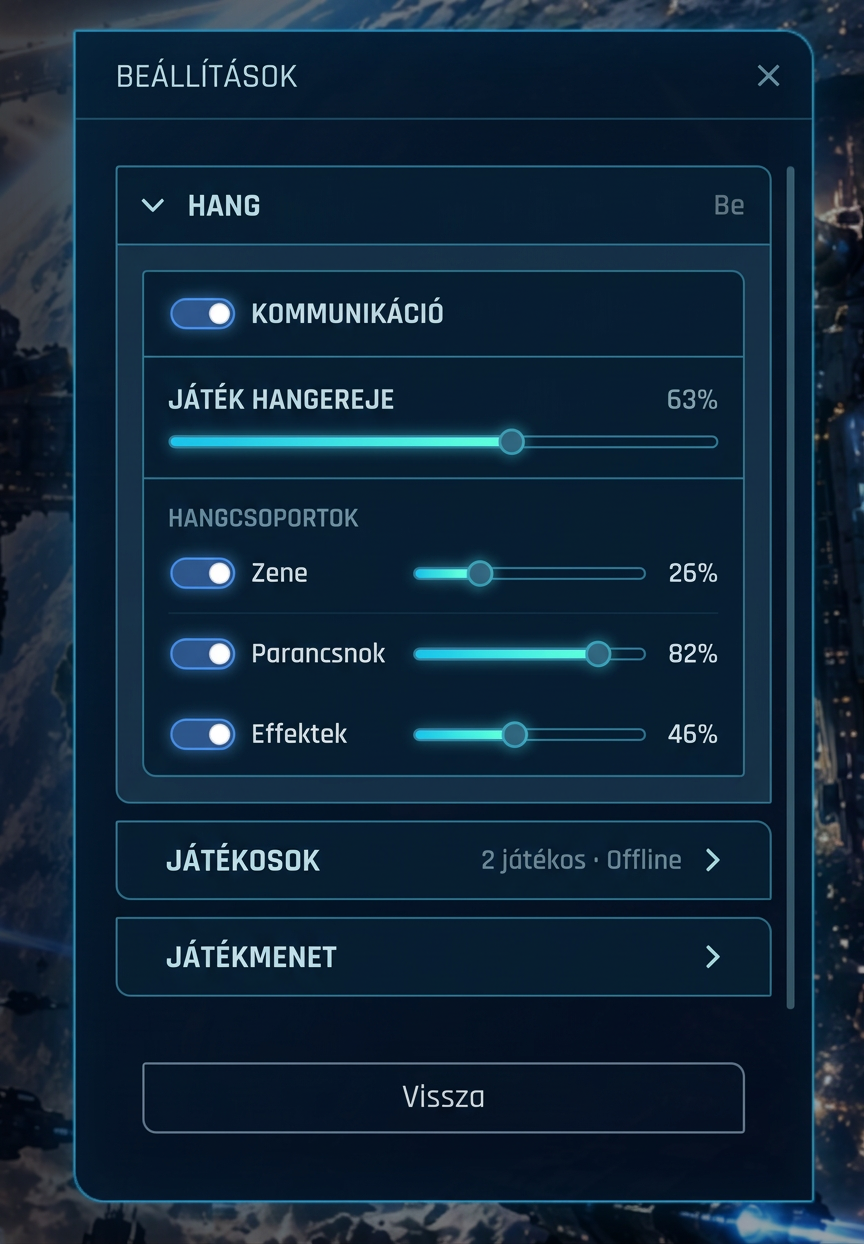 BEÁLLÍTÁSOK
HANG Be
KOMMUNIKÁCIÓ
JÁTÉK HANGEREJE 63%
HANGCSOPORTOK
Zene 26%
Parancsnok 82%
Effektek 46%
JÁTÉKOSOK 2 játékos · Offline
JÁTÉKMENET
Vissza